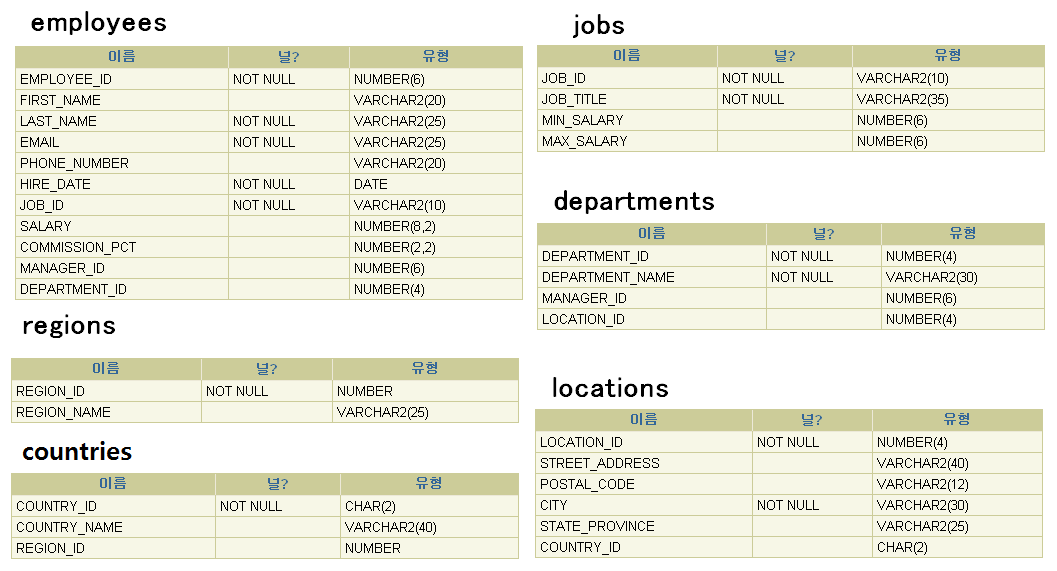 employees
이름 널? 유형
EMPLOYEE_ID NOT NULL NUMBER(6)
FIRST_NAME VARCHAR2(20)
LAST_NAME NOT NULL VARCHAR2(25)
EMAIL NOT NULL VARCHAR2(25)
PHONE_NUMBER VARCHAR2(20)
HIRE_DATE NOT NULL DATE
JOB_ID NOT NULL VARCHAR2(10)
SALARY NUMBER(8,2)
COMMISSION_PCT NUMBER(2,2)
MANAGER_ID NUMBER(6)
DEPARTMENT_ID NUMBER(4)
regions
이름 널? 유형
REGION_ID NOT NULL NUMBER
REGION_NAME VARCHAR2(25)
countries
이름 널? 유형
COUNTRY_ID NOT NULL CHAR(2)
COUNTRY_NAME VARCHAR2(40)
REGION_ID NUMBER
jobs
이름 널? 유형
JOB_ID NOT NULL VARCHAR2(10)
JOB_TITLE NOT NULL VARCHAR2(35)
MIN_SALARY NUMBER(6)
MAX_SALARY NUMBER(6)
departments
이름 널? 유형
DEPARTMENT_ID NOT NULL NUMBER(4)
DEPARTMENT_NAME NOT NULL VARCHAR2(30)
MANAGER_ID NUMBER(6)
LOCATION_ID NUMBER(4)
locations
이름 널? 유형
LOCATION_ID NOT NULL NUMBER(4)
STREET_ADDRESS VARCHAR2(40)
POSTAL_CODE VARCHAR2(12)
CITY NOT NULL VARCHAR2(30)
STATE_PROVINCE VARCHAR2(25)
COUNTRY_ID CHAR(2)